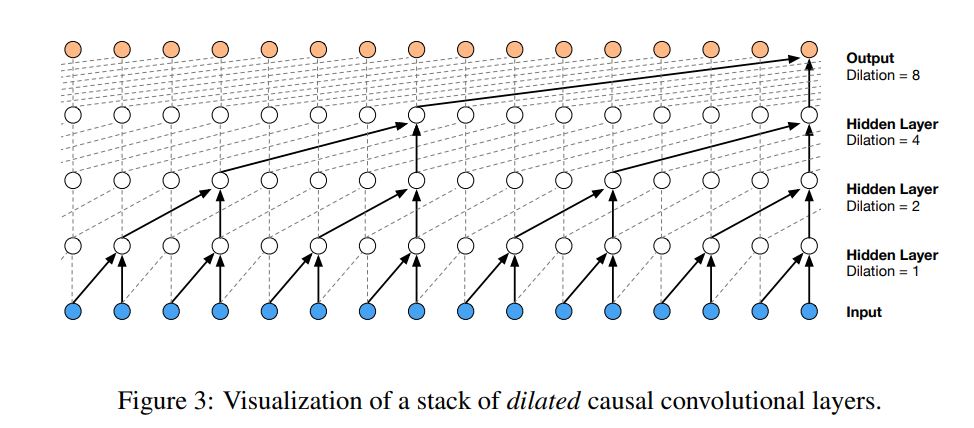 Output
Dilation = 8
Hidden Layer
Dilation = 4
Hidden Layer
Dilation = 2
Hidden Layer
Dilation = 1
Input
Figure 3: Visualization of a stack of dilated causal convolutional layers.